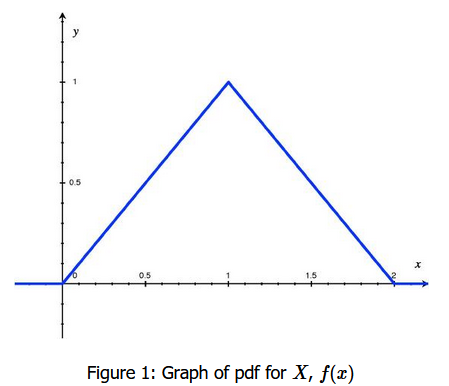 y
1
0.5
x
0 0.5 1 1.5 2
Figure 1: Graph of pdf for X, f(x)